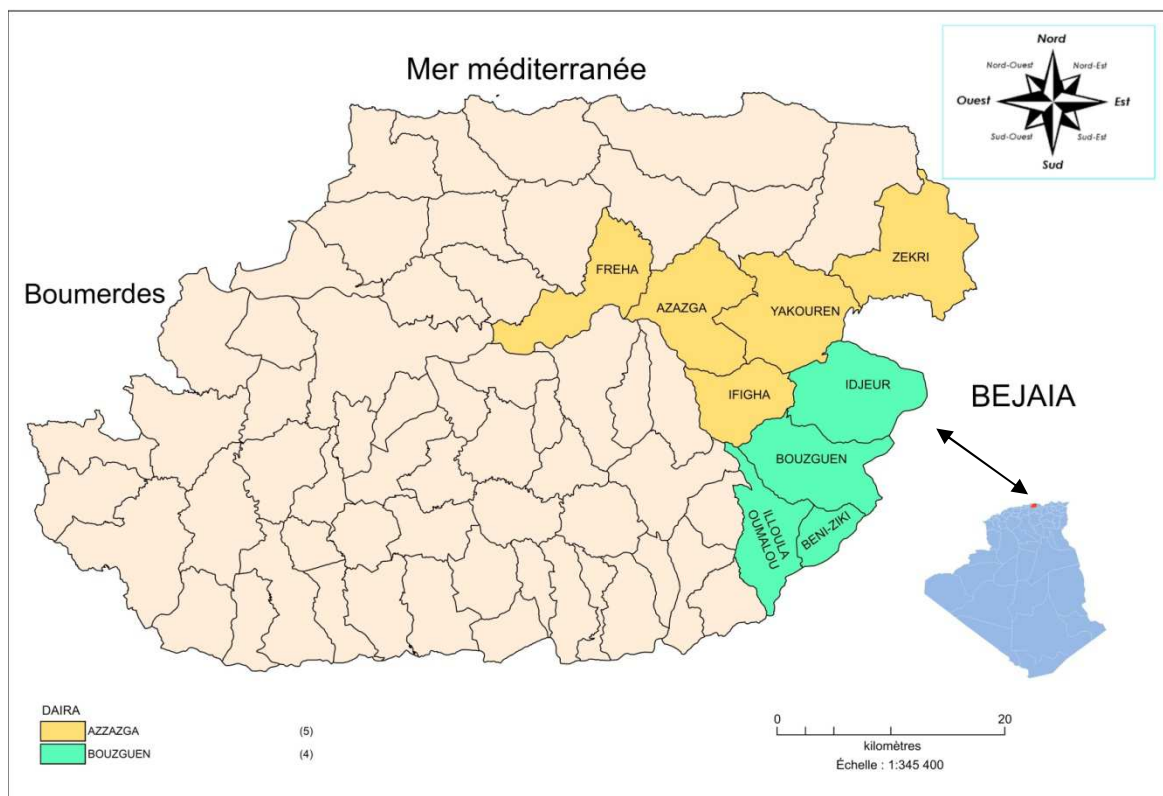 Nord
Nord-Ouest
Nord-Est
Ouest
Est
Sud-Ouest
Sud-Est
Sud
Mer méditerranée
Boumerdes
ZEKRI
FREHA
AZAZGA
YAKOUREN
IFIGHA
IDJEUR
BEJAIA
BOUZGUEN
ILLOULA
OUMALOU
BENI-ZIKI
DAIRA
AZZAZGA (5)
BOUZGUEN (4)
0 20
kilomètres
Échelle : 1:345 400